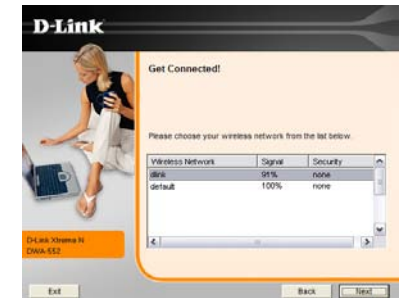 D-Link
Get Connected!
Please choose your wireless network from the list below.
Wireless Network Signal Security
dlink 91% none
default 100% none
D-Link Xtreme N
DWA-552
Exit Back Next